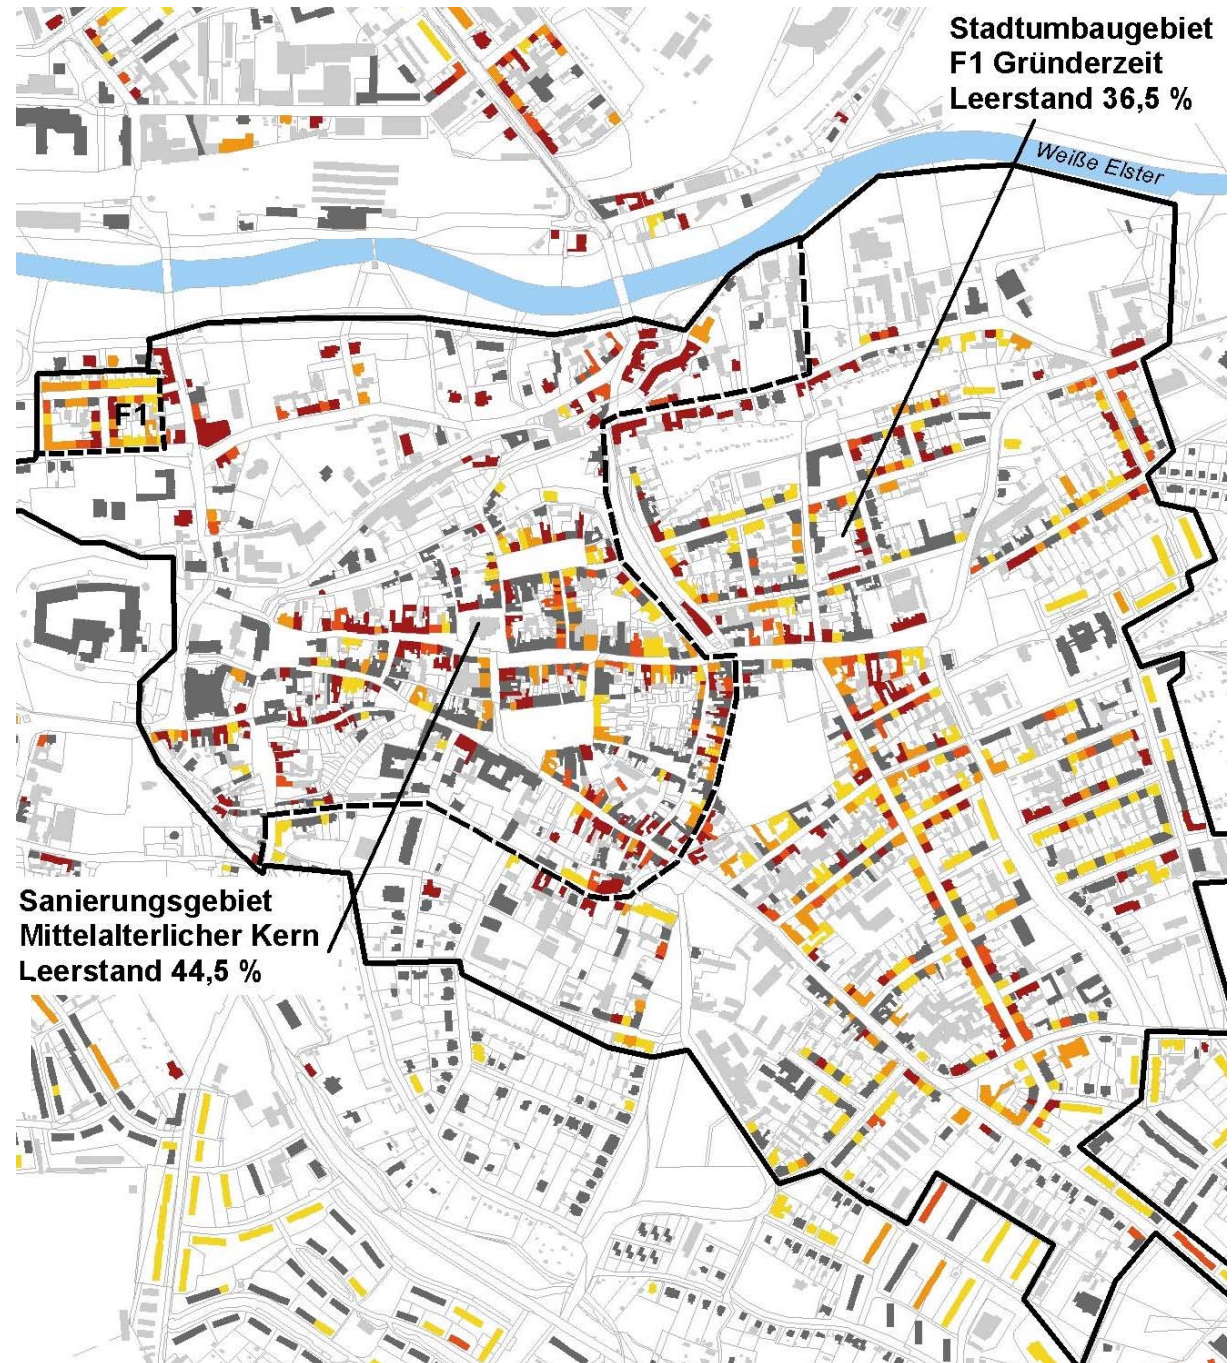 Stadtumbaugebiet
F1 Gründerzeit
Leerstand 36,5 %
Weiße Elster
F1
Sanierungsgebiet
Mittelalterlicher Kern
Leerstand 44,5 %